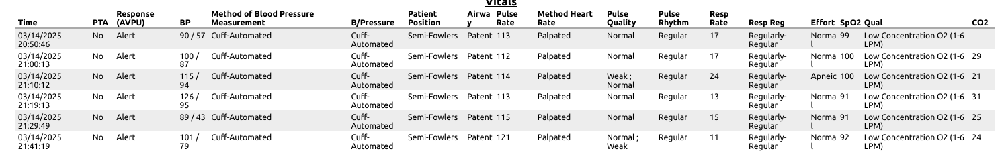 Vitals
Response Method of Blood Pressure Patient Airwa Pulse Method Heart Pulse Pulse Resp
Time PTA (AVPU) BP Measurement B/Pressure Position y Rate Rate Quality Rhythm Rate Resp Reg Effort SpO2 Qual CO2
03/14/2025 No Alert 90 / 57 Cuff-Automated Cuff- Semi-Fowlers Patent 113 Palpated Normal Regular 17 Regularly- Norma 99 Low Concentration O2 (1-6
20:50:46 Automated Regular l LPM)
03/14/2025 No Alert 100 / Cuff-Automated Cuff- Semi-Fowlers Patent 112 Palpated Normal Regular 17 Regularly- Norma 100 Low Concentration O2 (1-6 29
21:00:13 87 Automated Regular l LPM)
03/14/2025 No Alert 115 / Cuff-Automated Cuff- Semi-Fowlers Patent 114 Palpated Weak ; Regular 24 Regularly- Apneic 100 Low Concentration O2 (1-6 21
21:10:12 94 Automated Normal Regular LPM)
03/14/2025 No Alert 126 / Cuff-Automated Cuff- Semi-Fowlers Patent 113 Palpated Normal Regular 13 Regularly- Norma 91 Low Concentration O2 (1-6 31
21:19:13 95 Automated Regular l LPM)
03/14/2025 No Alert 89 / 43 Cuff-Automated Cuff- Semi-Fowlers Patent 115 Palpated Normal Regular 15 Regularly- Norma 91 Low Concentration O2 (1-6 25
21:29:49 Automated Regular l LPM)
03/14/2025 No Alert 101 / Cuff-Automated Cuff- Semi-Fowlers Patent 121 Palpated Normal ; Regular 11 Regularly- Norma 92 Low Concentration O2 (1-6 24
21:41:19 79 Automated Weak Regular l LPM)